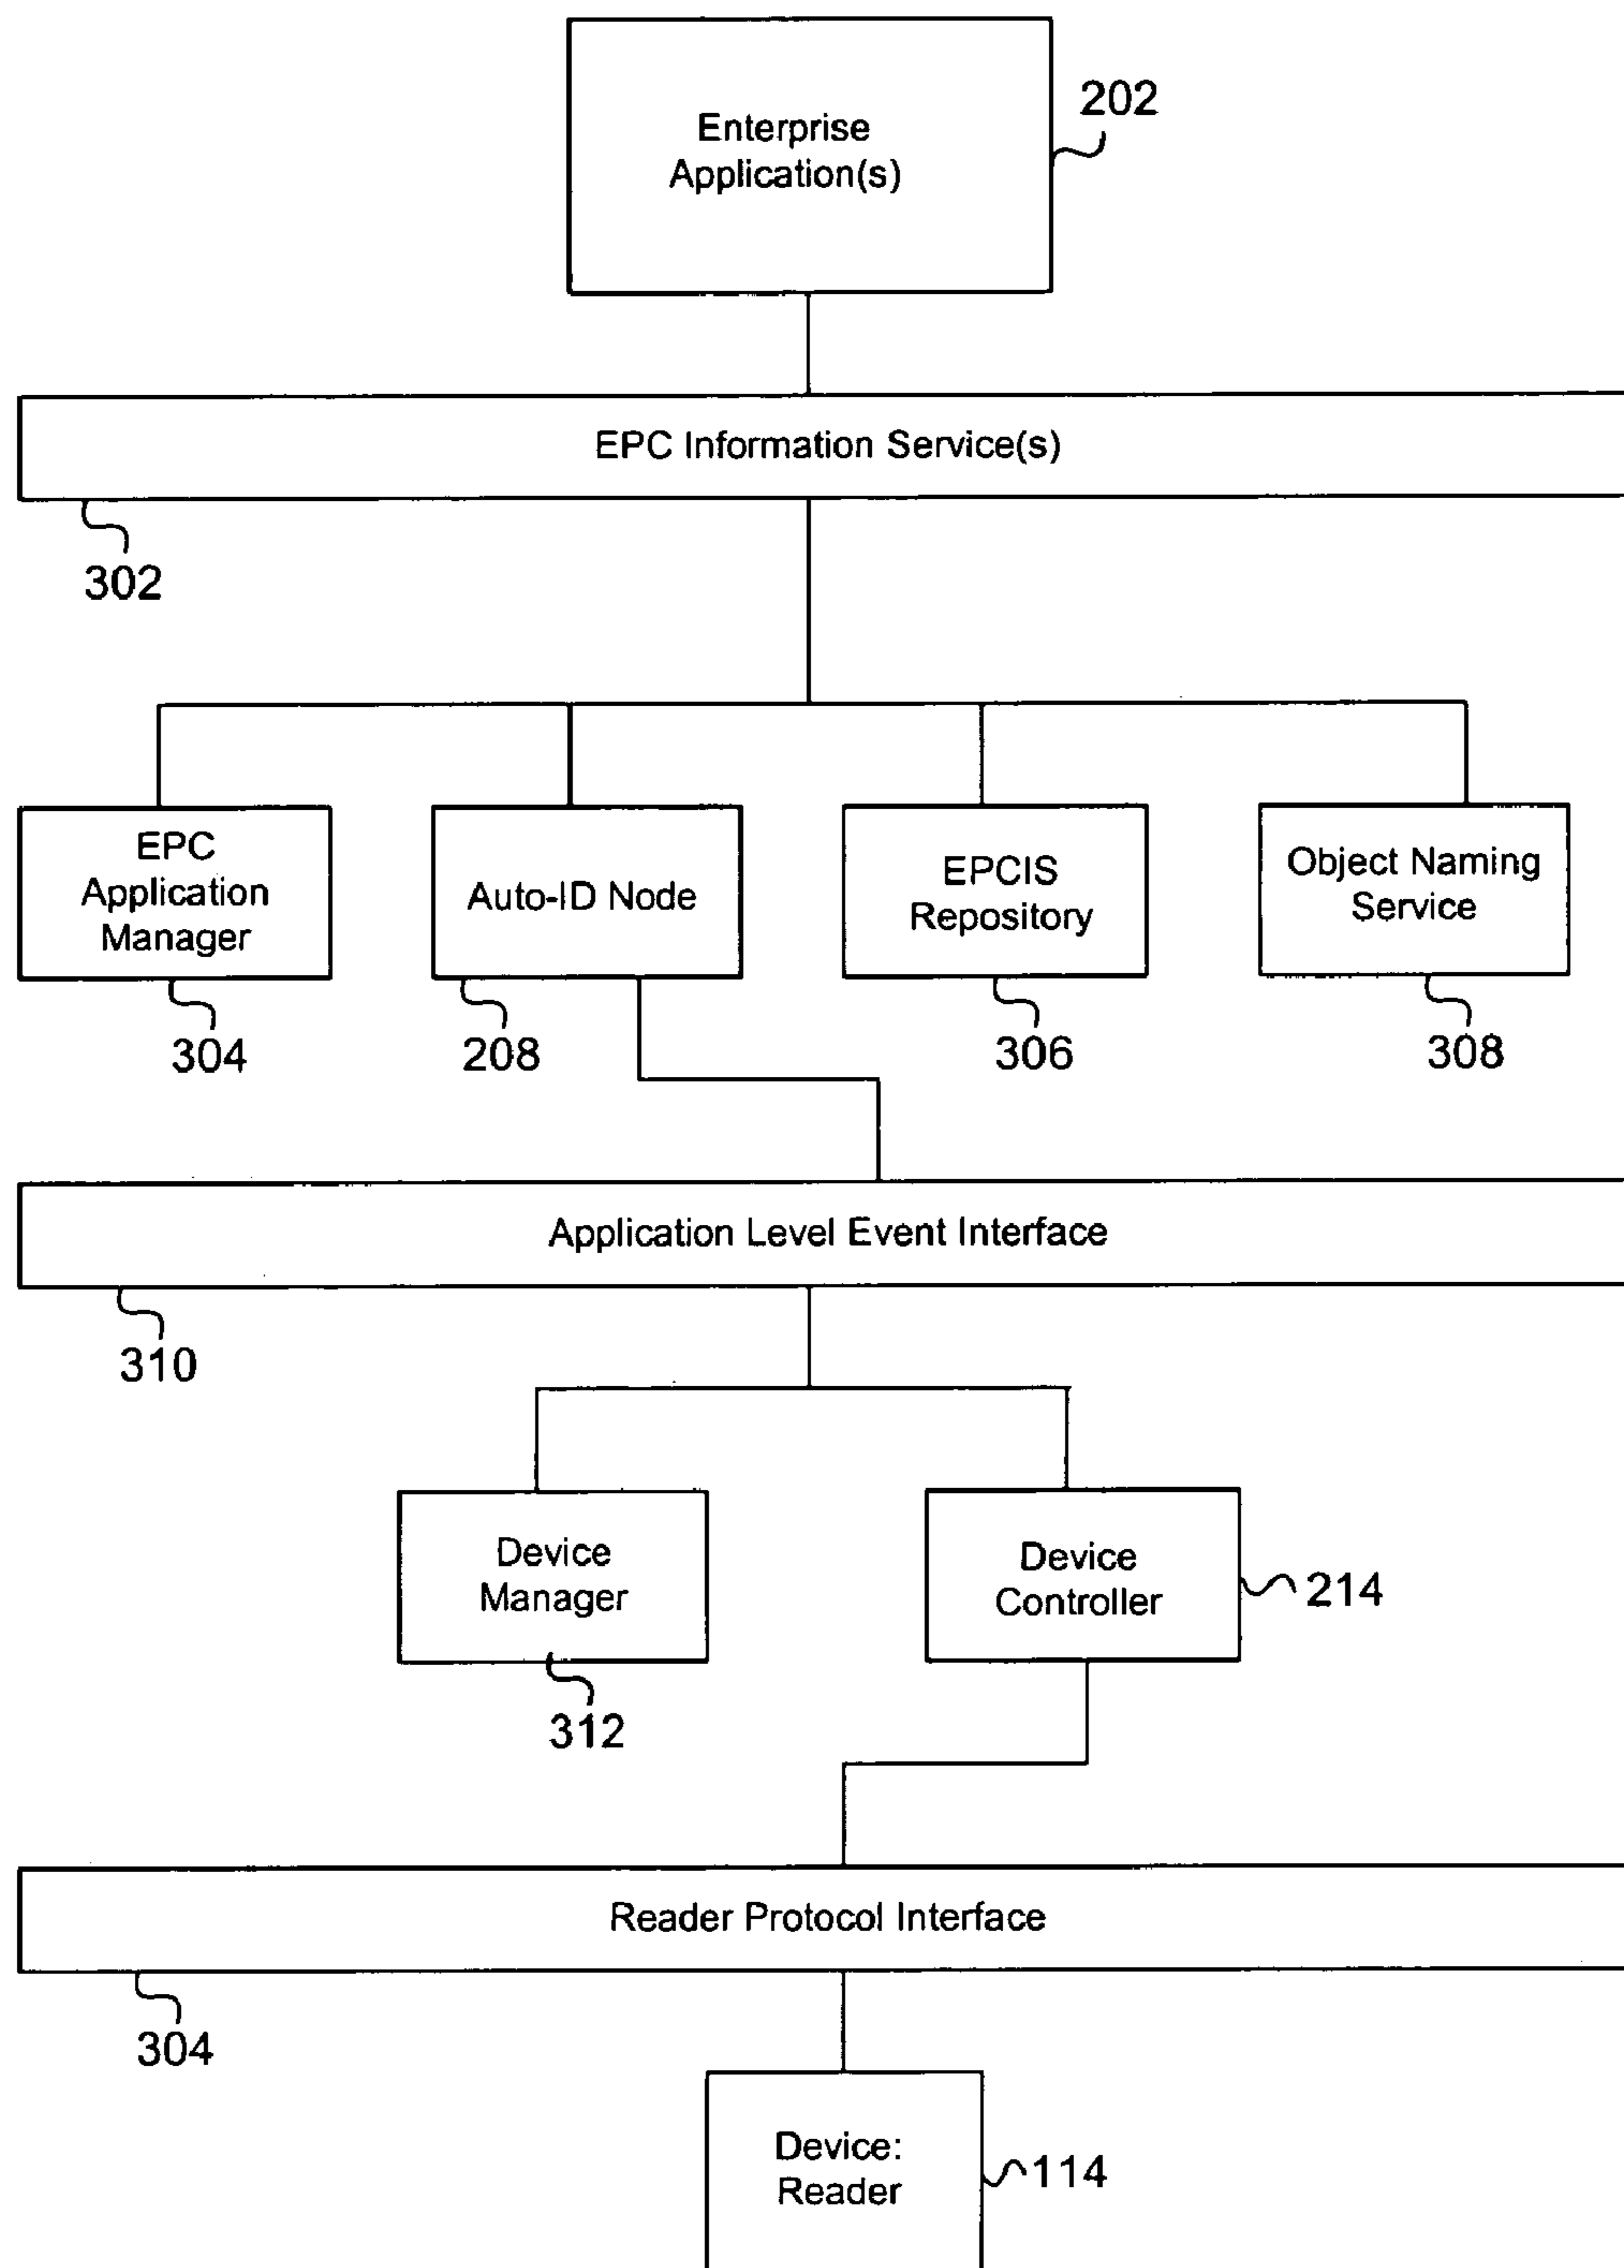 Enterprise
Application(s)
202
EPC Information Service(s)
302
EPC
Application
Manager
Auto-ID Node
EPCIS
Repository
Object Naming
Service
304
208
306
308
Application Level Event Interface
310
Device
Manager
Device
Controller
214
312
Reader Protocol Interface
304
Device:
Reader
114